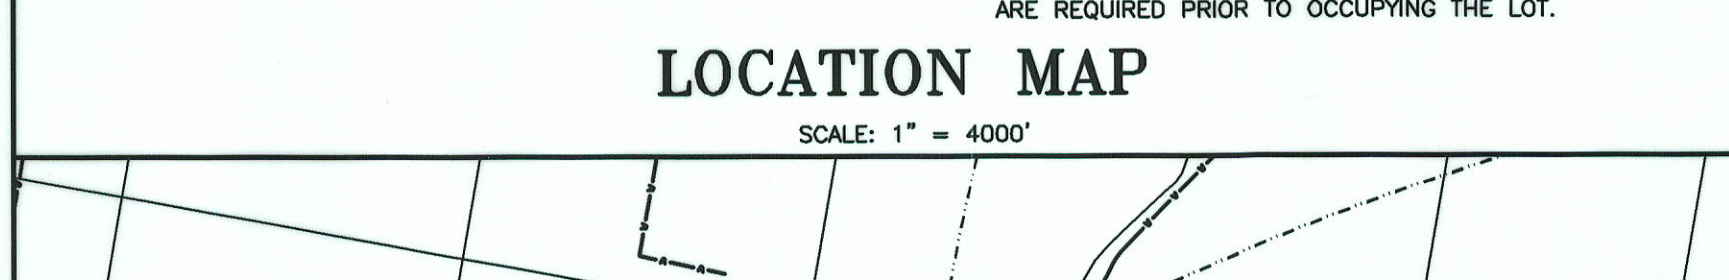 ARE REQUIRED PRIOR TO OCCUPYING THE LOT.
LOCATION MAP
SCALE: 1" = 4000'